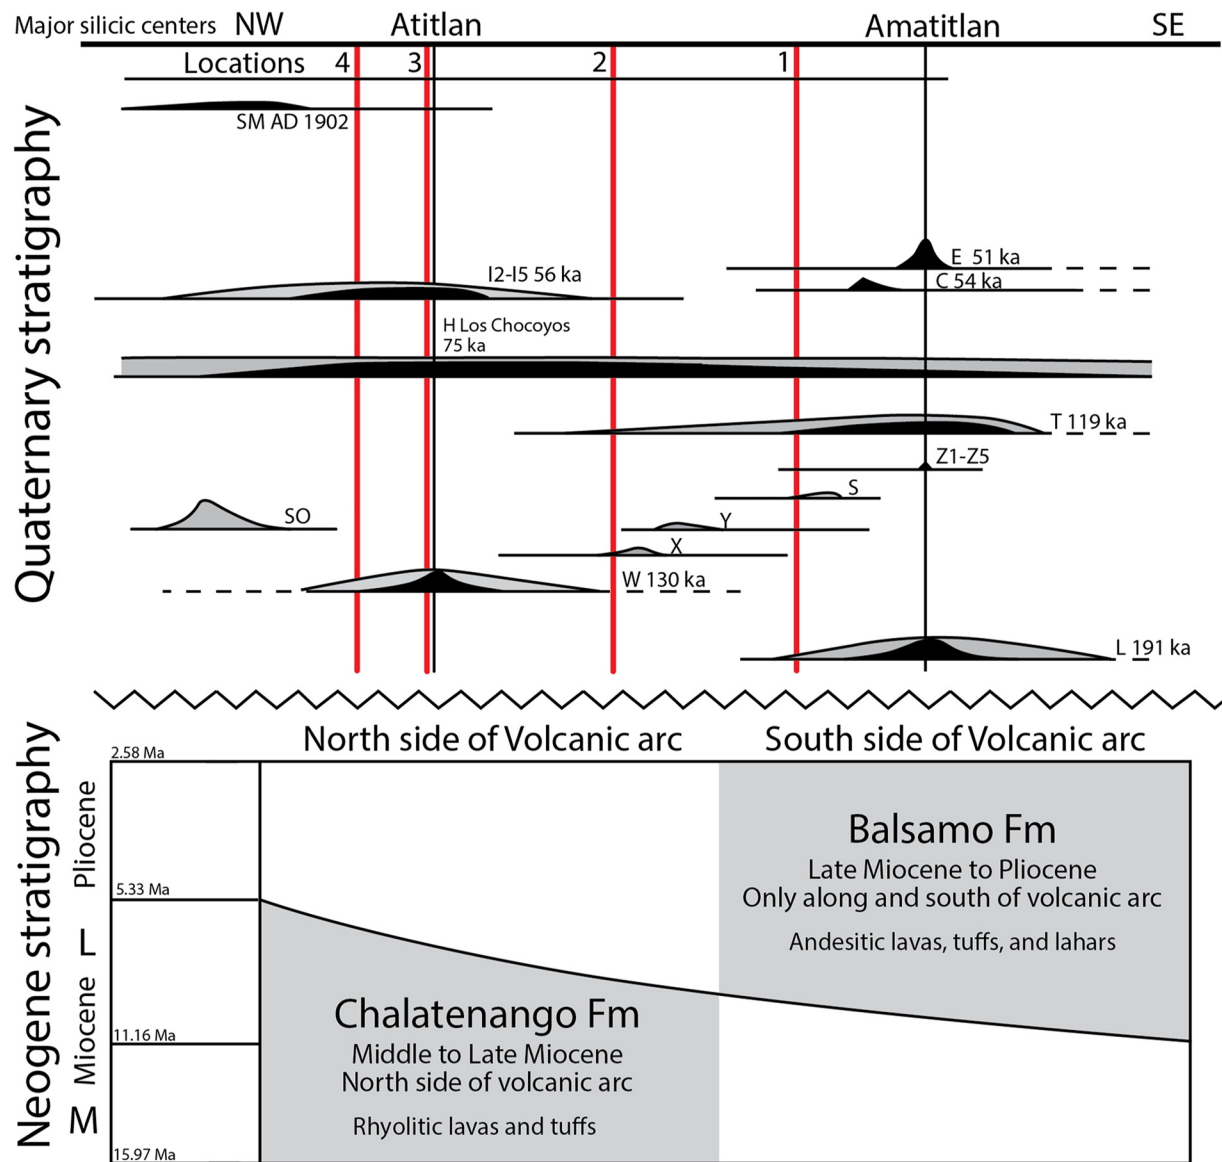 Major silicic centers NW Atitlan Amatitlan SE
Locations 4 3 2 1
Quaternary stratigraphy
SM AD 1902
E 51 ka
I2-I5 56 ka
C 54 ka
H Los Chocoyos
75 ka
T 119 ka
Z1-Z5
S
SO
Y
X
W 130 ka
L 191 ka
North side of Volcanic arc South side of Volcanic arc
Neogene stratigraphy
2.58 Ma
Pliocene
5.33 Ma
L
Miocene
11.16 Ma
M
15.97 Ma
Balsamo Fm
Late Miocene to Pliocene
Only along and south of volcanic arc
Andesitic lavas, tuffs, and lahars
Chalatenango Fm
Middle to Late Miocene
North side of volcanic arc
Rhyolitic lavas and tuffs